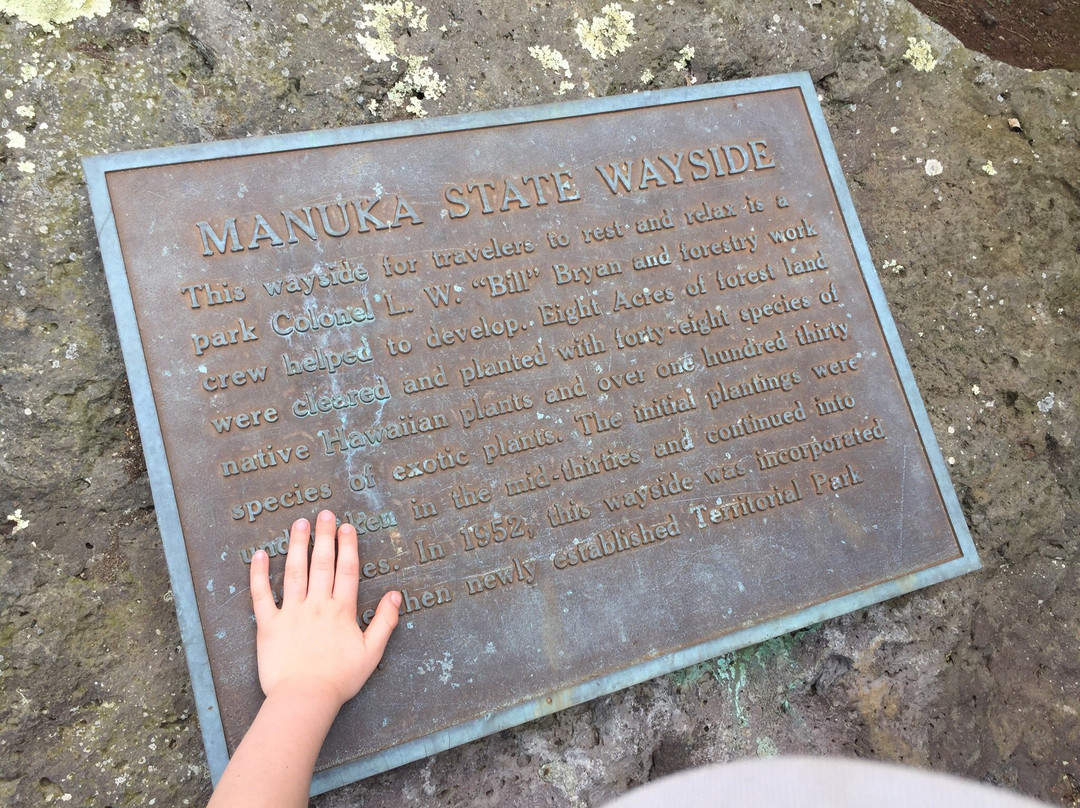 MANUKA STATE WAYSIDE
This wayside for travelers to rest and relax is a
park Colonel L. W. “Bill” Bryan and forestry work
crew helped to develop. Eight Acres of forest land
were cleared and planted with forty-eight species of
native Hawaiian plants and over one hundred thirty
species of exotic plants. The initial plantings were
in the mid-thirties and continued into
es. In 1952, this wayside was incorporated
hen newly established Territorial Park